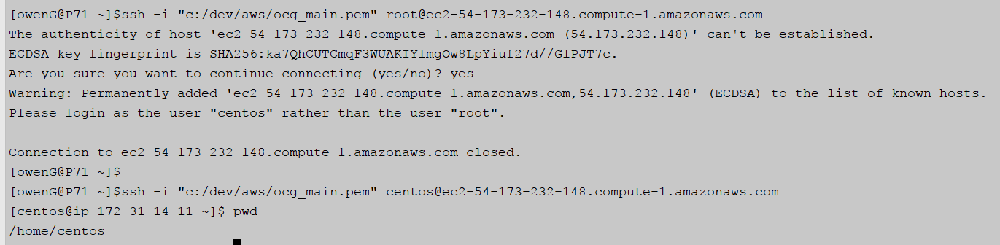 [owenG@P71 ~]$ssh -i "c:/dev/aws/ocg_main.pem" root@ec2-54-173-232-148.compute-1.amazonaws.com
The authenticity of host 'ec2-54-173-232-148.compute-1.amazonaws.com (54.173.232.148)' can't be established.
ECDSA key fingerprint is SHA256:ka7QhCUTCmqF3WUAKIYlmgOw8LpYiuf27d//GlPJT7c.
Are you sure you want to continue connecting (yes/no)? yes
Warning: Permanently added 'ec2-54-173-232-148.compute-1.amazonaws.com,54.173.232.148' (ECDSA) to the list of known hosts.
Please login as the user "centos" rather than the user "root".
Connection to ec2-54-173-232-148.compute-1.amazonaws.com closed.
[owenG@P71 ~]$
[owenG@P71 ~]$ssh -i "c:/dev/aws/ocg_main.pem" centos@ec2-54-173-232-148.compute-1.amazonaws.com
[centos@ip-172-31-14-11 ~]$ pwd
/home/centos